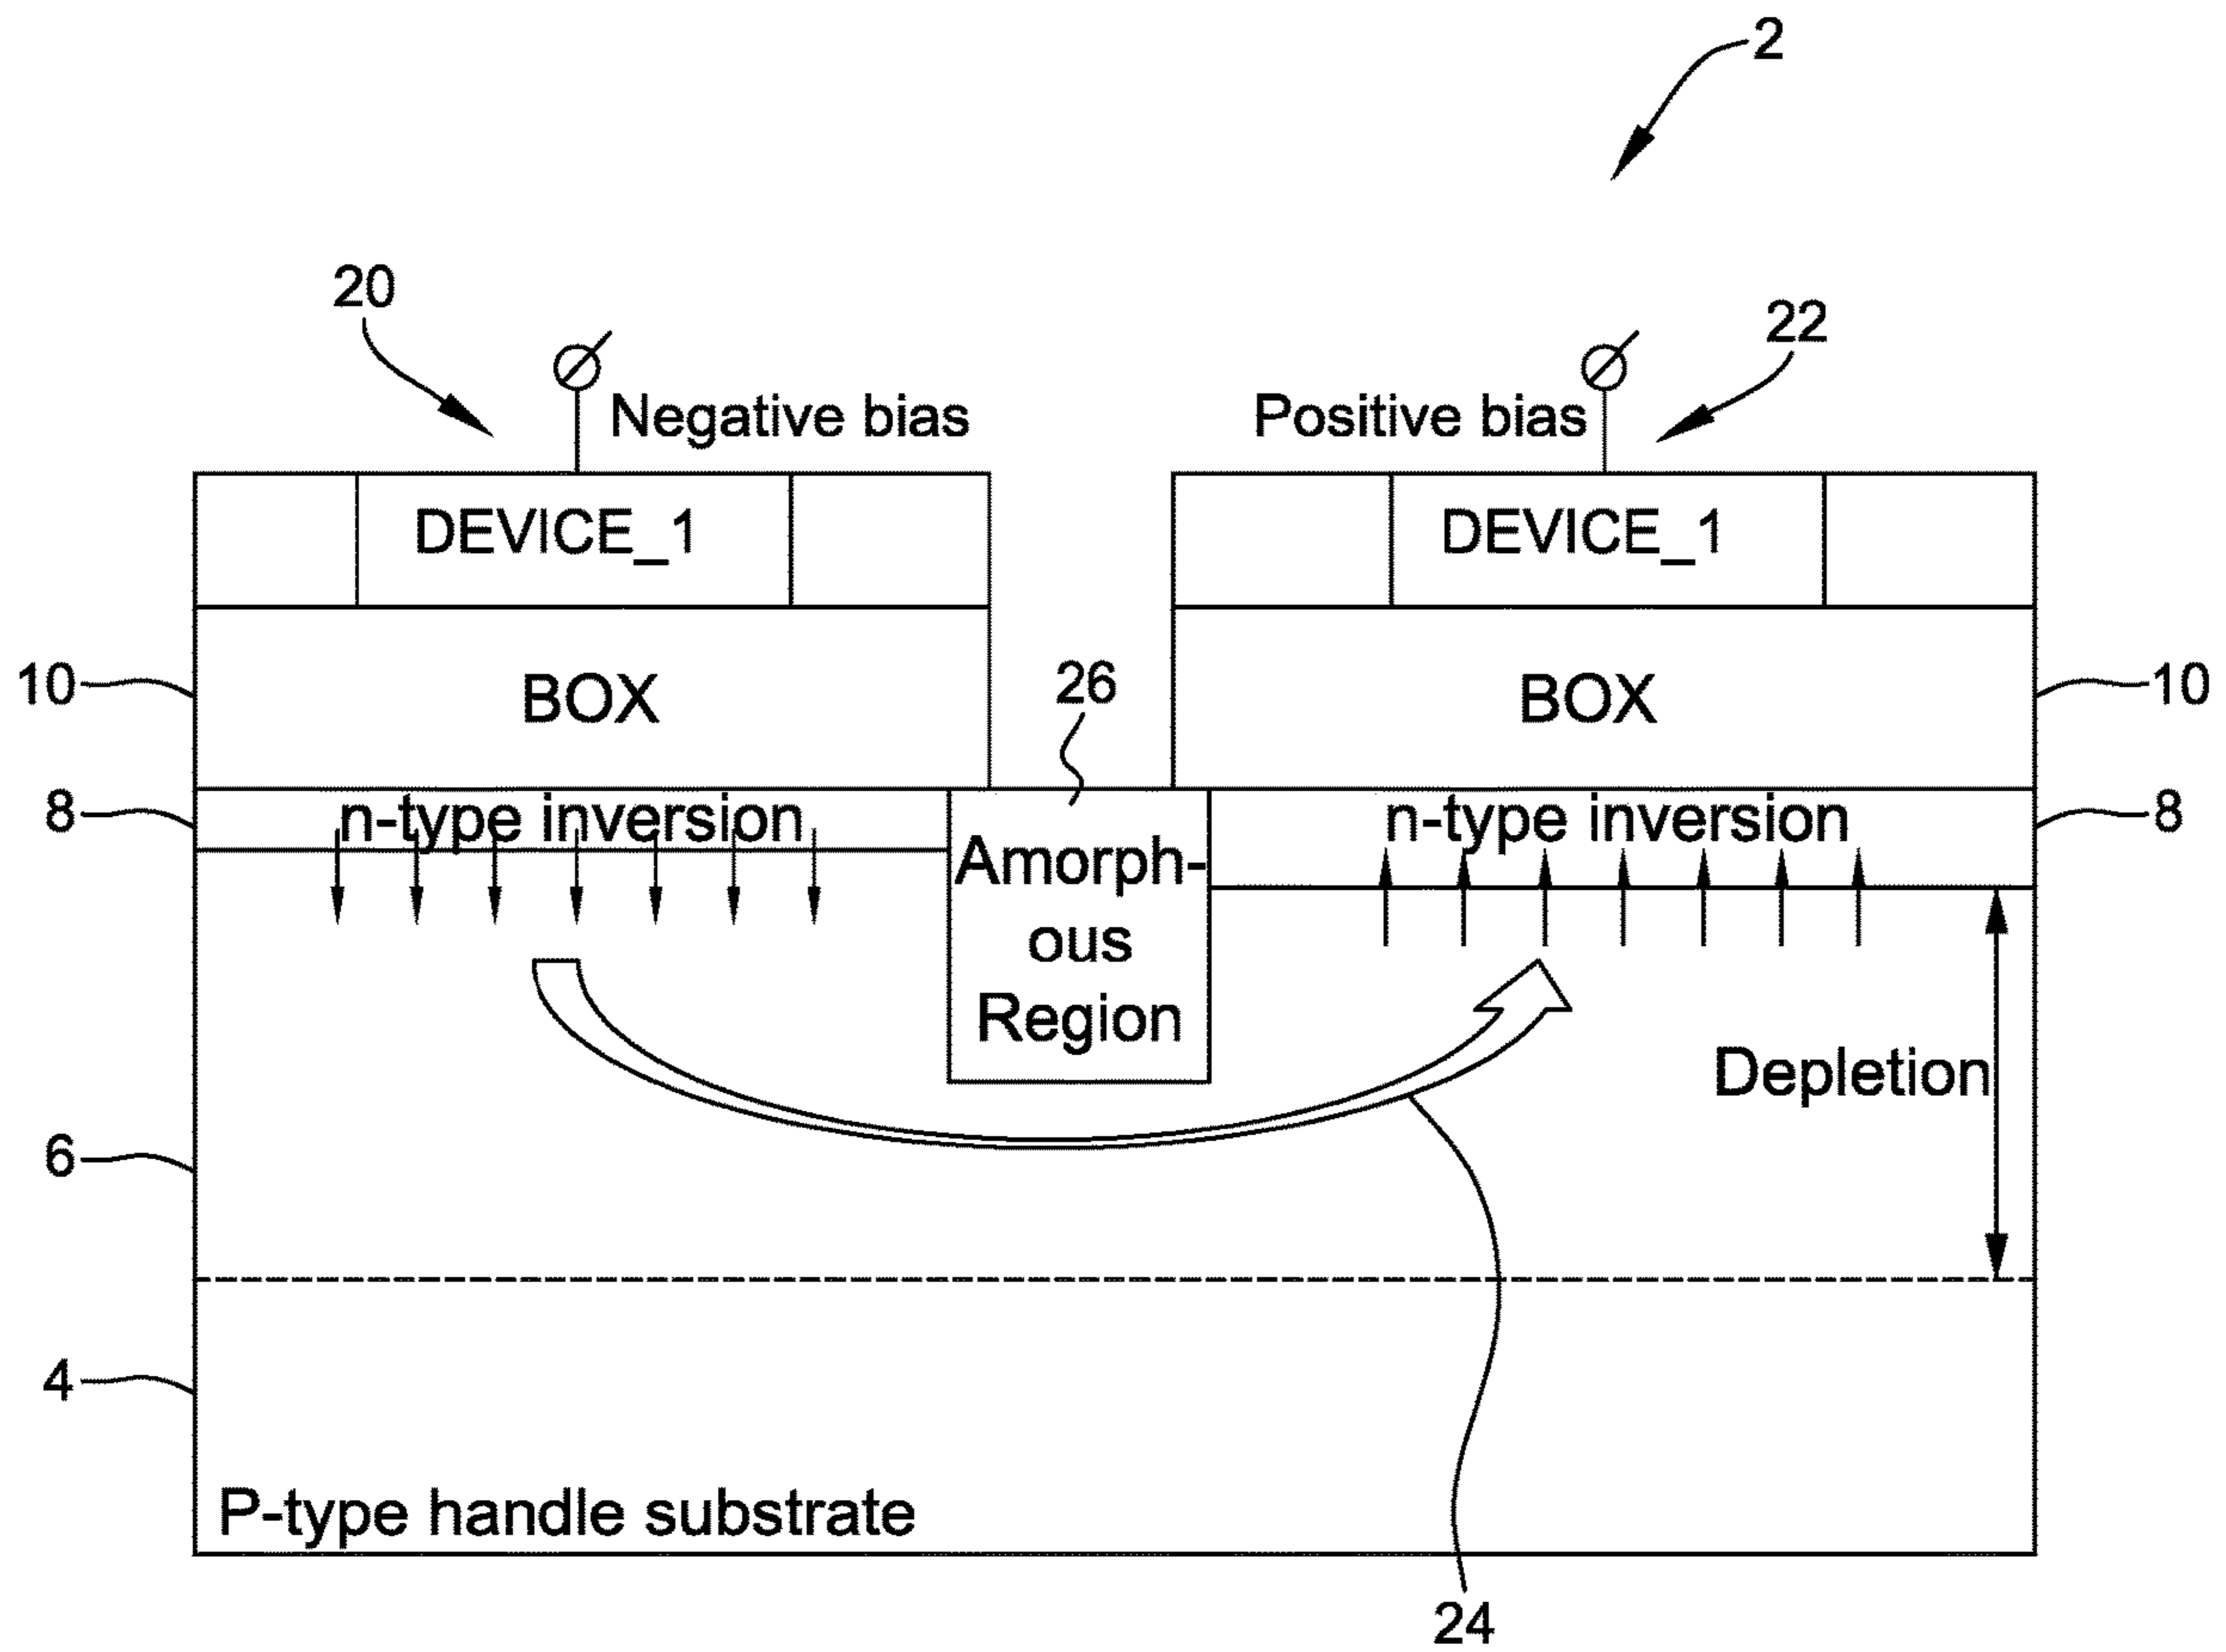 2
20
22
Negative bias
Positive bias
DEVICE_1
DEVICE_1
10
BOX
26
BOX
10
8
n-type inversion
n-type inversion
8
Amorph-
ous
Region
Depletion
6
4
P-type handle substrate
24